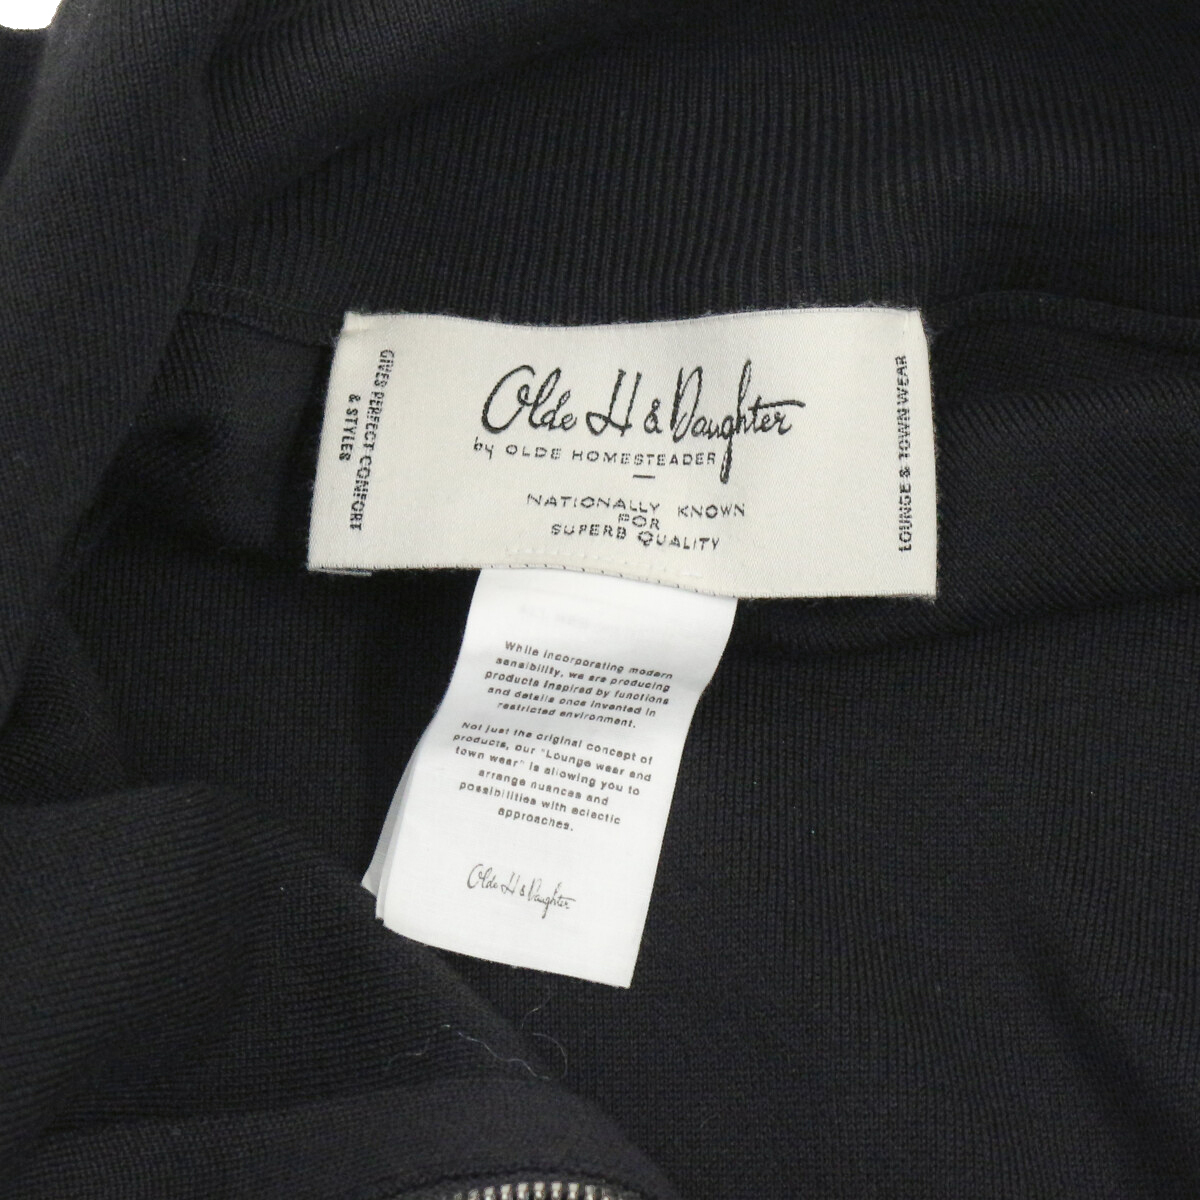 Olde H & Daughter
by OLDE HOMESTEADER
NATIONALLY KNOWN
FOR
SUPERB QUALITY
GIVES PERFECT COMFORT
& STYLES
LOUNGE & TOWN WEAR
While incorporating modern
sensibility, we are producing
products inspired by functions
and details once invented in
restricted environment.
Not just the original concept of
products, our "Lounge wear and
town wear" is allowing you to
arrange nuances and
possibilities with eclectic
approaches.
Olde H & Daughter